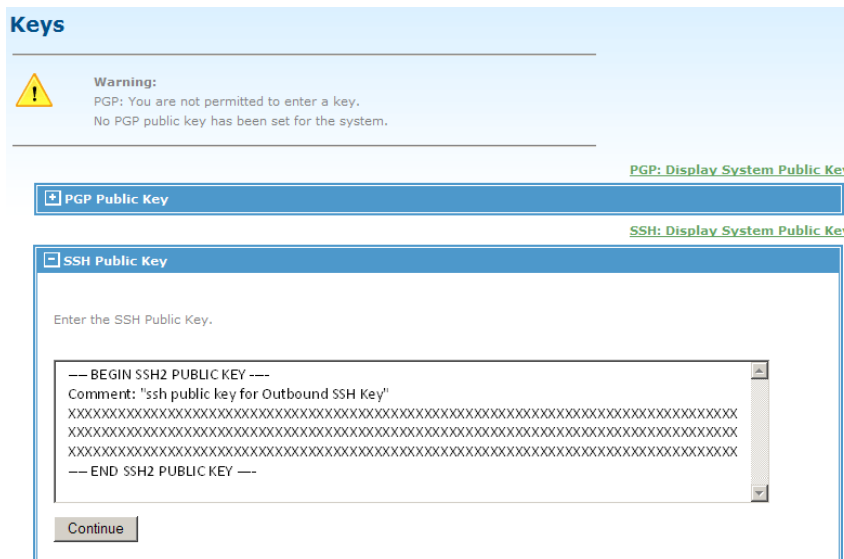 Keys
Warning:
PGP: You are not permitted to enter a key.
No PGP public key has been set for the system.
PGP: Display System Public Key
PGP Public Key
SSH: Display System Public Key
SSH Public Key
Enter the SSH Public Key.
—- BEGIN SSH2 PUBLIC KEY -—-
Comment: "ssh public key for Outbound SSH Key"
XXXXXXXXXXXXXXXXXXXXXXXXXXXXXXXXXXXXXXXXXXXXXXXXXXXXXXXXXXXXXXXXXXX
XXXXXXXXXXXXXXXXXXXXXXXXXXXXXXXXXXXXXXXXXXXXXXXXXXXXXXXXXXXXXXXXXXX
XXXXXXXXXXXXXXXXXXXXXXXXXXXXXXXXXXXXXXXXXXXXXXXXXXXXXXXXXXXXXXXXXXX
—- END SSH2 PUBLIC KEY —-
Continue